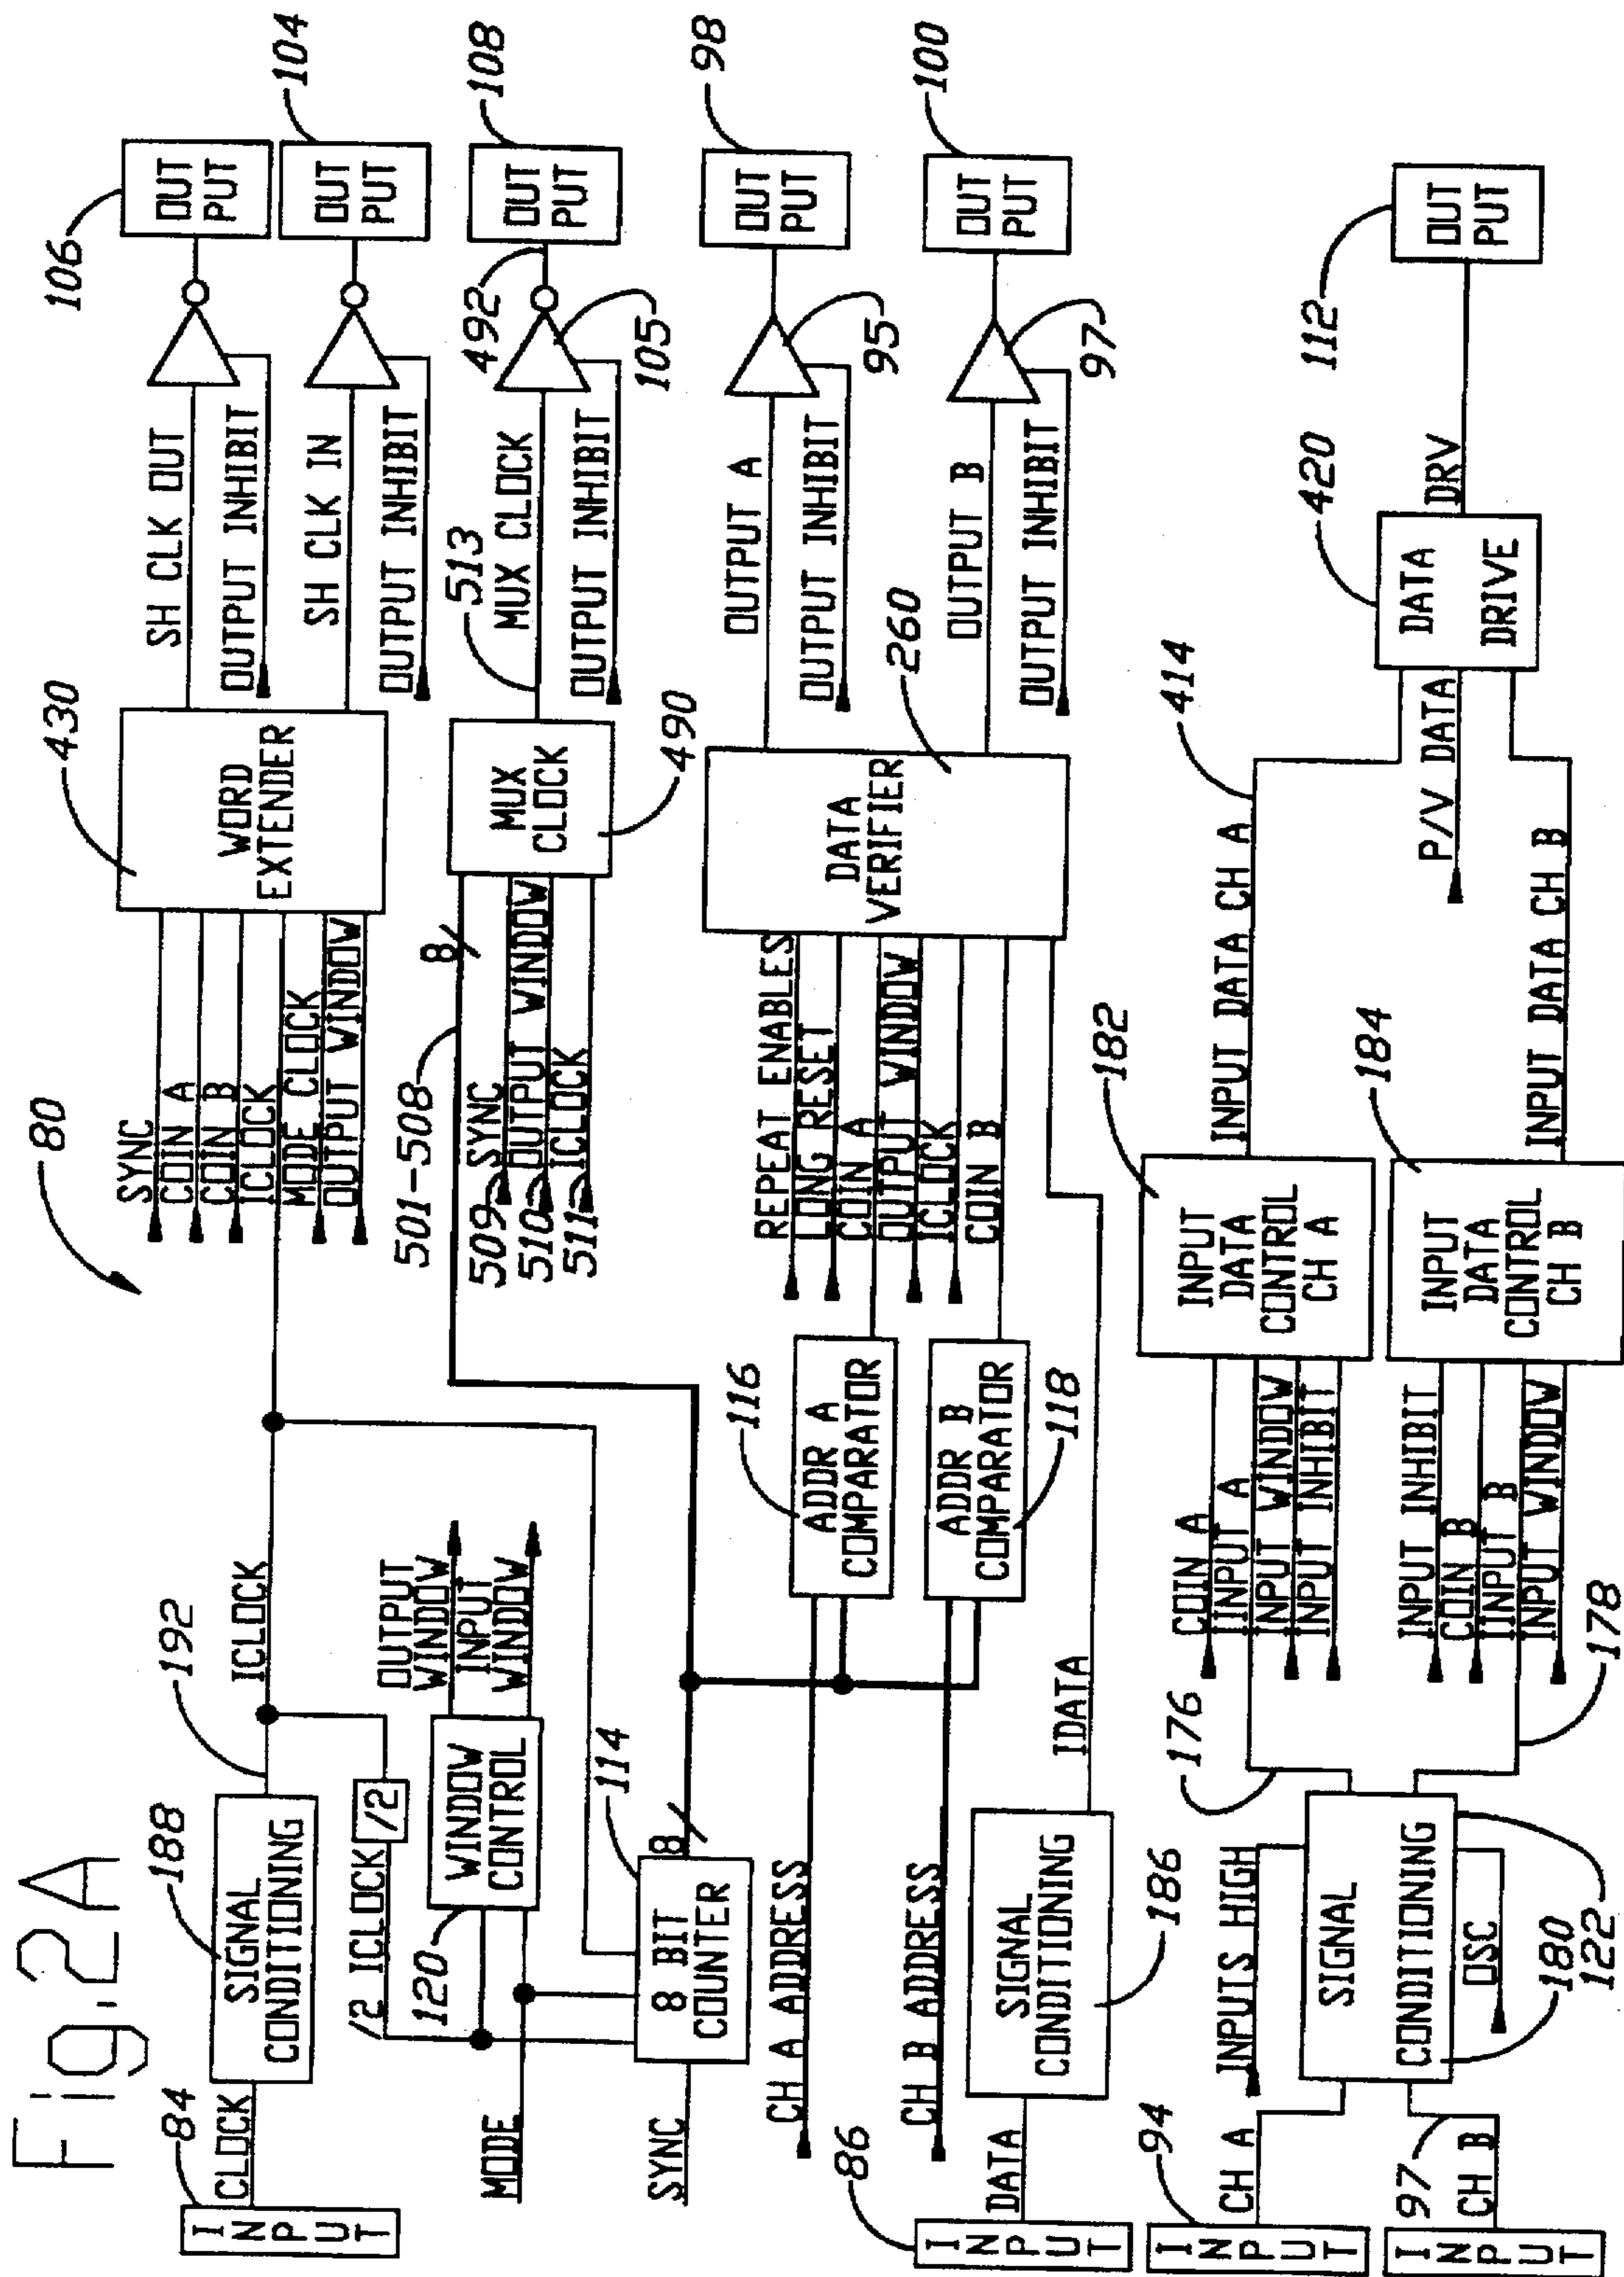 Fig. 2A
80
84
INPUT
CLOCK
188
SIGNAL
CONDITIONING
192
ICLOCK
/2
/2 ICLOCK
120
WINDOW
CONTROL
OUTPUT
WINDOW
INPUT
WINDOW
MODE
SYNC
114
8 BIT
COUNTER
8
SYNC
COIN A
COIN B
ICLOCK
MODE CLOCK
OUTPUT WINDOW
430
WORD
EXTENDER
SH CLK OUT
OUTPUT INHIBIT
106
OUT
PUT
SH CLK IN
OUTPUT INHIBIT
104
OUT
PUT
501-508
8
509
SYNC
510
OUTPUT WINDOW
511
ICLOCK
MUX
CLOCK
490
513
MUX CLOCK
OUTPUT INHIBIT
492
105
108
OUT
PUT
CH A ADDRESS
116
ADDR A
COMPARATOR
CH B ADDRESS
ADDR B
COMPARATOR
118
REPEAT ENABLES
LONG RESET
COIN A
OUTPUT WINDOW
ICLOCK
COIN B
DATA
VERIFIER
260
OUTPUT A
OUTPUT INHIBIT
95
98
OUT
PUT
OUTPUT B
OUTPUT INHIBIT
97
100
OUT
PUT
86
INPUT
DATA
SIGNAL
CONDITIONING
186
IDATA
94
INPUT
CH A
INPUTS HIGH
97
INPUT
CH B
SIGNAL
CONDITIONING
OSC
180
122
176
178
COIN A
IINPUT A
INPUT WINDOW
INPUT INHIBIT
182
INPUT
DATA
CONTROL
CH A
INPUT DATA CH A
414
INPUT INHIBIT
COIN B
IINPUT B
INPUT WINDOW
184
INPUT
DATA
CONTROL
CH B
INPUT DATA CH B
P/V DATA
420
DATA
DRIVE
DRV
112
OUT
PUT